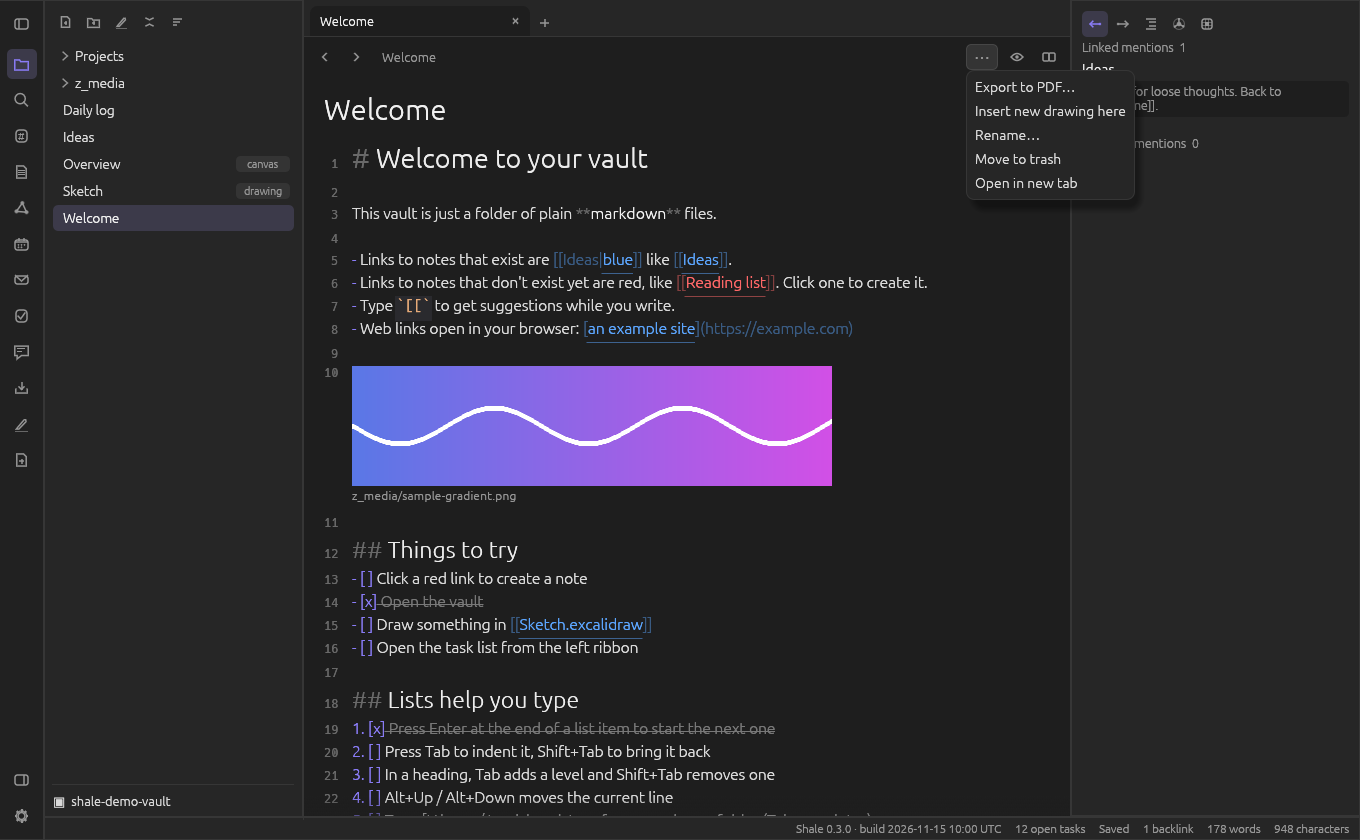 Projects
z_media
Daily log
Ideas
Overview canvas
Sketch drawing
Welcome
shale-demo-vault
Welcome × +
Welcome
Welcome
1 # Welcome to your vault
2
3 This vault is just a folder of plain **markdown** files.
4
5 - Links to notes that exist are [[Ideas|blue]] like [[Ideas]].
6 - Links to notes that don't exist yet are red, like [[Reading list]]. Click one to create it.
7 - Type `[[` to get suggestions while you write.
8 - Web links open in your browser: [an example site](https://example.com)
9
10
z_media/sample-gradient.png
11
12 ## Things to try
13 - [ ] Click a red link to create a note
14 - [x] Open the vault
15 - [ ] Draw something in [[Sketch.excalidraw]]
16 - [ ] Open the task list from the left ribbon
17
18 ## Lists help you type
19 1. [x] Press Enter at the end of a list item to start the next one
20 2. [ ] Press Tab to indent it, Shift+Tab to bring it back
21 3. [ ] In a heading, Tab adds a level and Shift+Tab removes one
22 4. [ ] Alt+Up / Alt+Down moves the current line
Export to PDF…
Insert new drawing here
Rename…
Move to trash
Open in new tab
Linked mentions 1
Ideas
for loose thoughts. Back to
me]].
mentions 0
Shale 0.3.0 · build 2026-11-15 10:00 UTC 12 open tasks Saved 1 backlink 178 words 948 characters